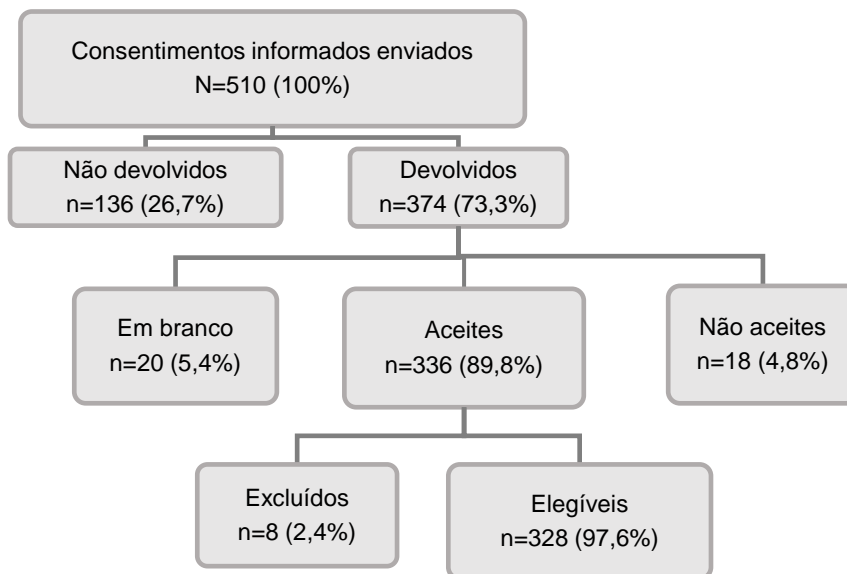 Consentimentos informados enviados
N=510 (100%)
Não devolvidos
n=136 (26,7%)
Devolvidos
n=374 (73,3%)
Em branco
n=20 (5,4%)
Aceites
n=336 (89,8%)
Não aceites
n=18 (4,8%)
Excluídos
n=8 (2,4%)
Elegíveis
n=328 (97,6%)